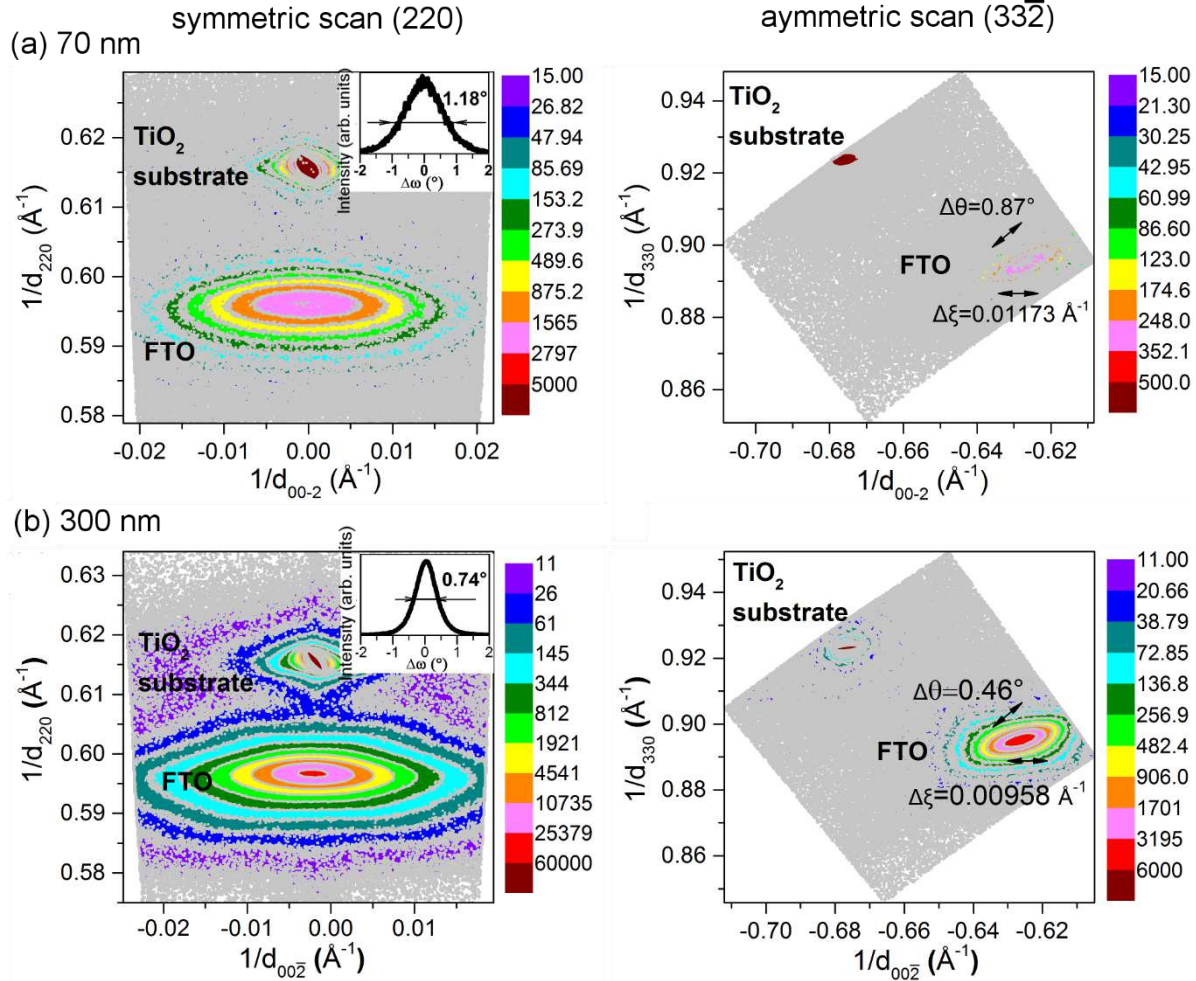 symmetric scan (220)
aymmetric scan (332̅)
(a) 70 nm
TiO₂
substrate
FTO
1/d₂₂₀ (Å⁻¹)
0.62
0.61
0.60
0.59
0.58
-0.02 -0.01 0.00 0.01 0.02
1/d₀₀₋₂ (Å⁻¹)
Intensity (arb. units)
1.18°
-2 -1 0 1 2
Δω (°)
15.00
26.82
47.94
85.69
153.2
273.9
489.6
875.2
1565
2797
5000
TiO₂
substrate
Δθ=0.87°
FTO
Δξ=0.01173 Å⁻¹
1/d₃₃₀ (Å⁻¹)
0.94
0.92
0.90
0.88
0.86
-0.70 -0.68 -0.66 -0.64 -0.62
1/d₀₀₋₂ (Å⁻¹)
15.00
21.30
30.25
42.95
60.99
86.60
123.0
174.6
248.0
352.1
500.0
(b) 300 nm
TiO₂
substrate
FTO
1/d₂₂₀ (Å⁻¹)
0.63
0.62
0.61
0.60
0.59
0.58
-0.02 -0.01 0.00 0.01
1/d₀₀₂̅ (Å⁻¹)
Intensity (arb. units)
0.74°
-2 -1 0 1 2
Δω (°)
11
26
61
145
344
812
1921
4541
10735
25379
60000
TiO₂
substrate
Δθ=0.46°
FTO
Δξ=0.00958 Å⁻¹
1/d₃₃₀ (Å⁻¹)
0.94
0.92
0.90
0.88
0.86
-0.70 -0.68 -0.66 -0.64 -0.62
1/d₀₀₂̅ (Å⁻¹)
11.00
20.66
38.79
72.85
136.8
256.9
482.4
906.0
1701
3195
6000